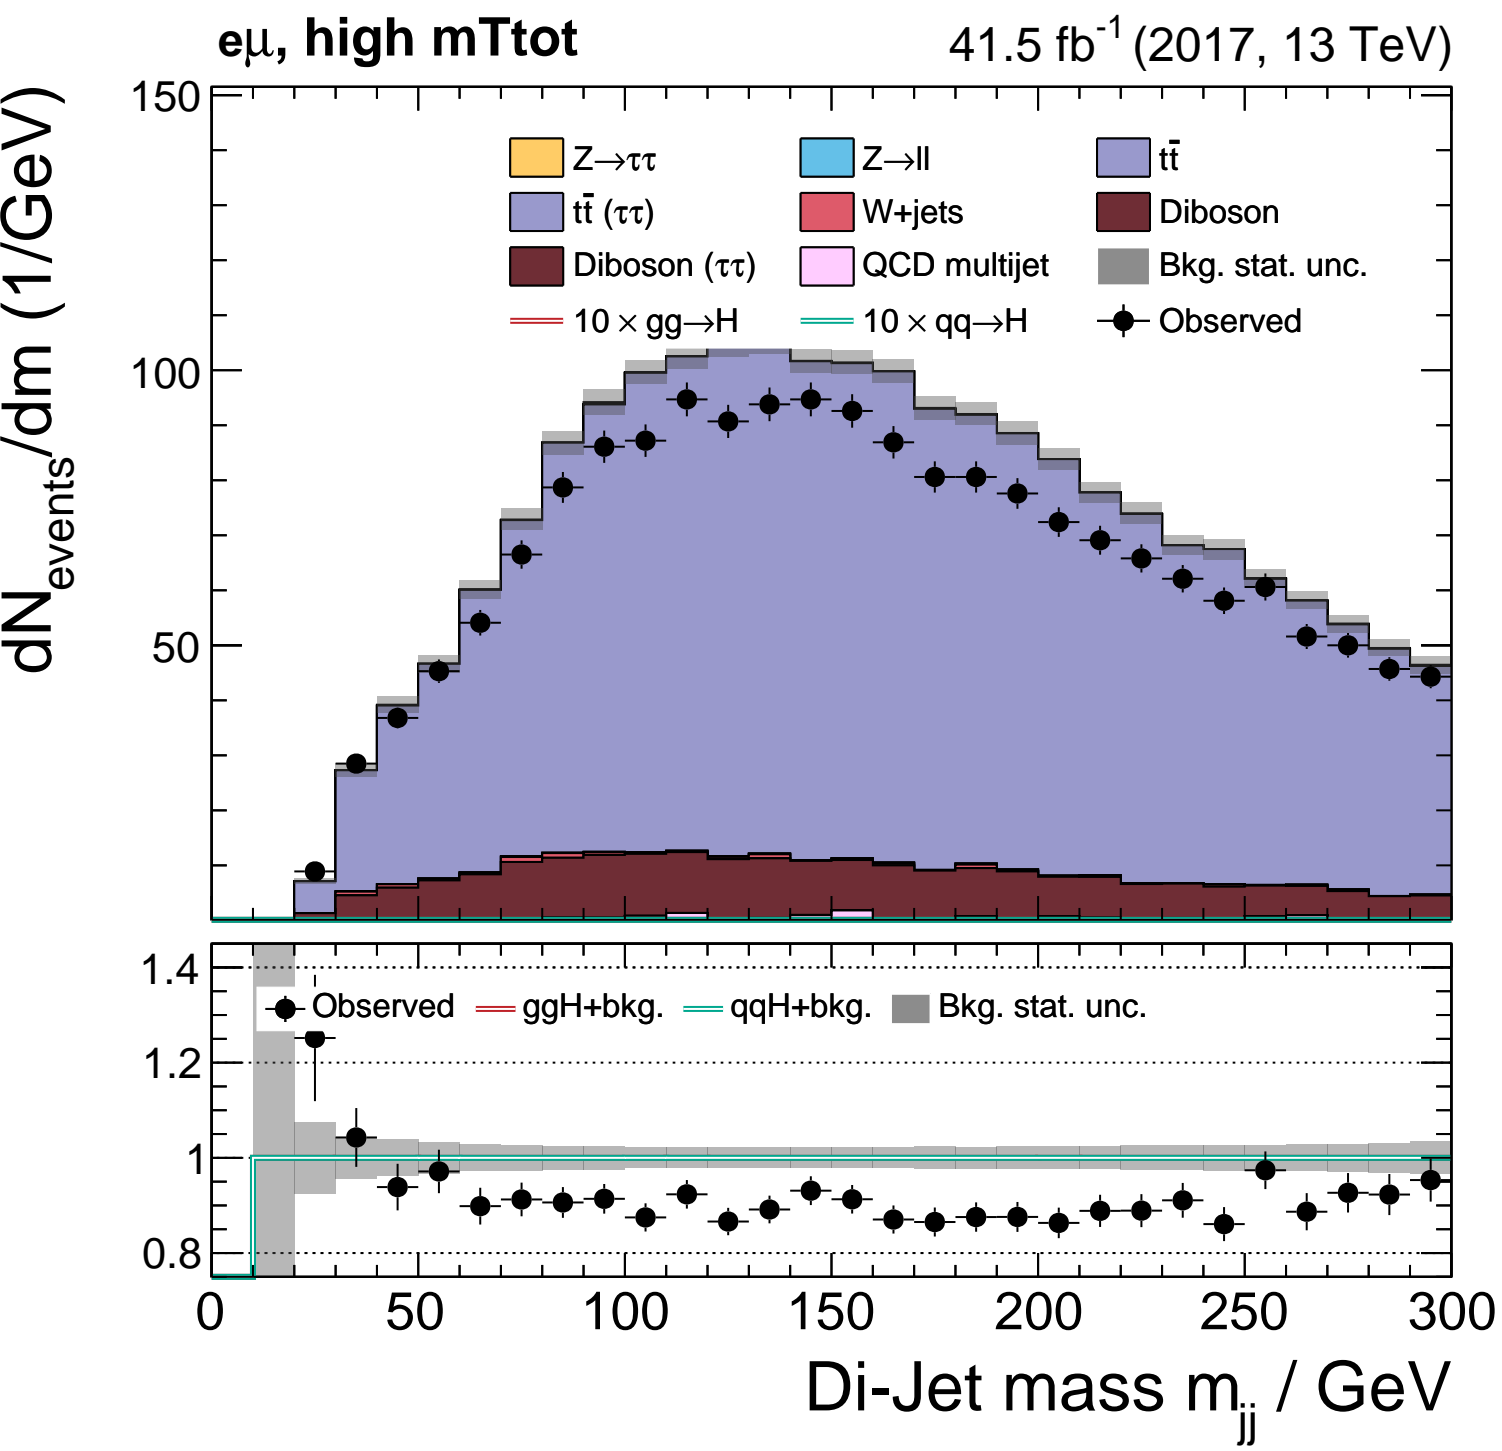 eμ, high mTtot
41.5 fb⁻¹ (2017, 13 TeV)
dN_events/dm (1/GeV)
150
100
50
Z→ττ
Z→ll
tt̄
tt̄ (ττ)
W+jets
Diboson
Diboson (ττ)
QCD multijet
Bkg. stat. unc.
10 × gg→H
10 × qq→H
Observed
1.4
1.2
1
0.8
Observed
ggH+bkg.
qqH+bkg.
Bkg. stat. unc.
0 50 100 150 200 250 300
Di-Jet mass m_jj / GeV